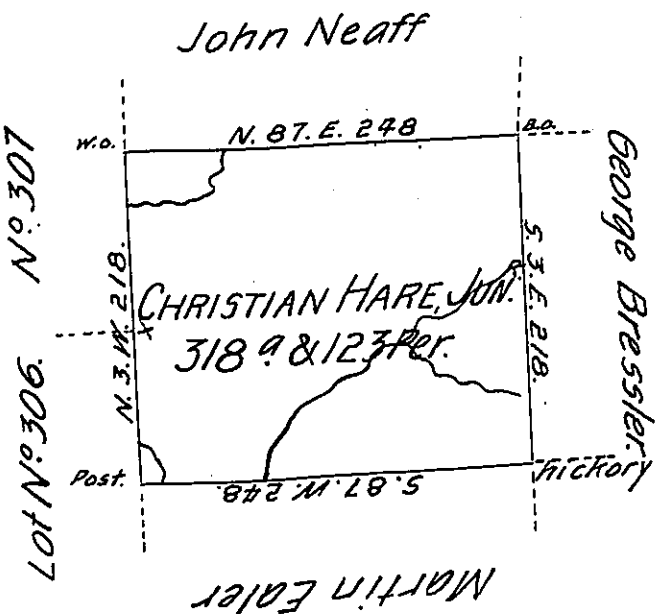 John Neaff
W.O.
N. 87. E. 248
B.O.
Nº 307
George Bressler.
N. 3. W. 218.
CHRISTIAN HARE, JUN.
318 a & 123 Per.
S. 3. E. 218.
Lot Nº 306.
Post.
S. 87. W. 248.
hickory
Martin Ealer